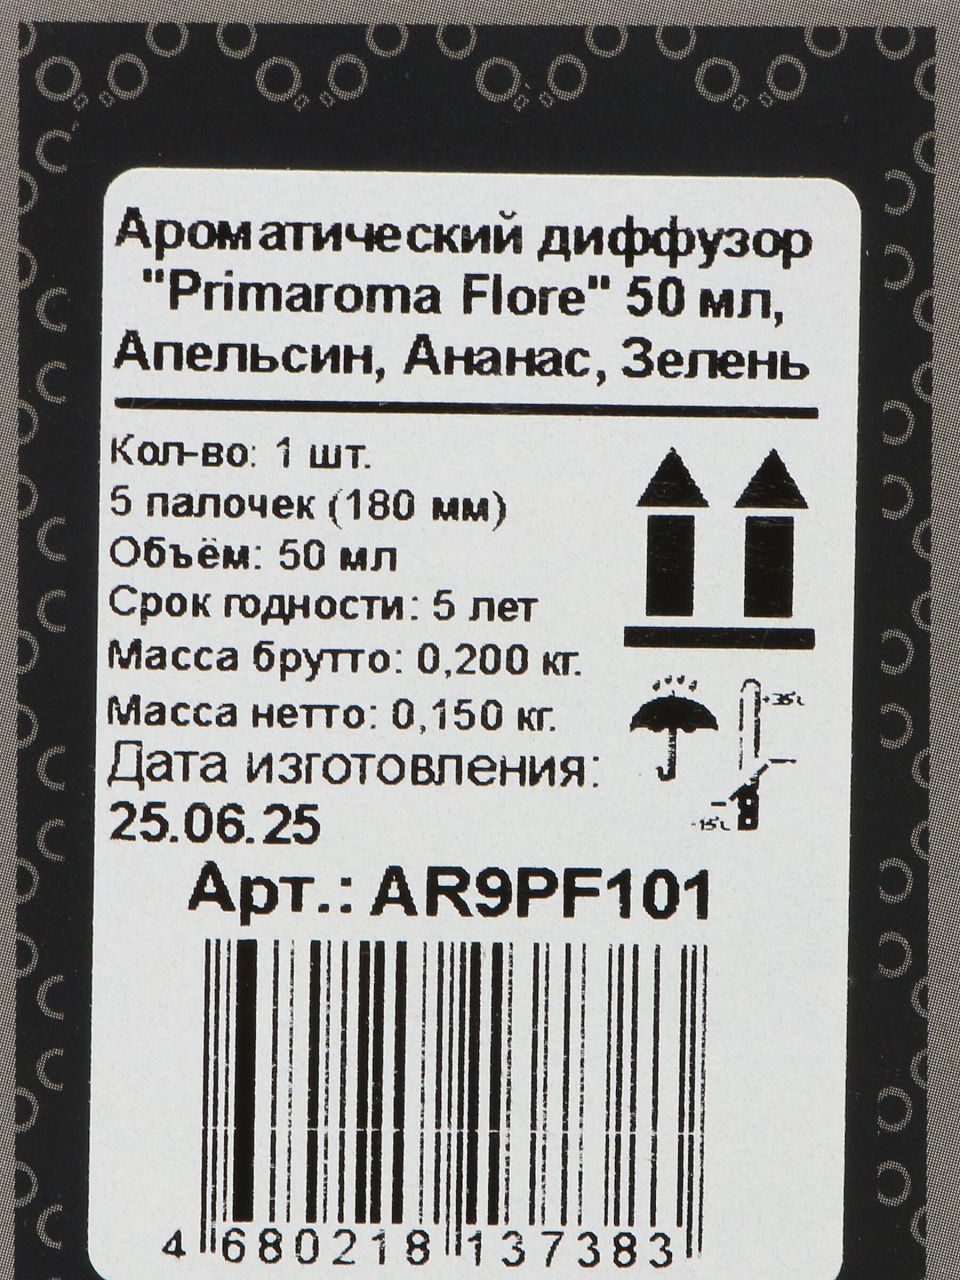 Ароматический диффузор
"Primaroma Flore" 50 мл,
Апельсин, Ананас, Зелень
Кол-во: 1 шт.
5 палочек (180 мм)
Объём: 50 мл
Срок годности: 5 лет
Масса брутто: 0,200 кг.
Масса нетто: 0,150 кг.
Дата изготовления:
25.06.25
Арт.: AR9PF101
4 680218 137383